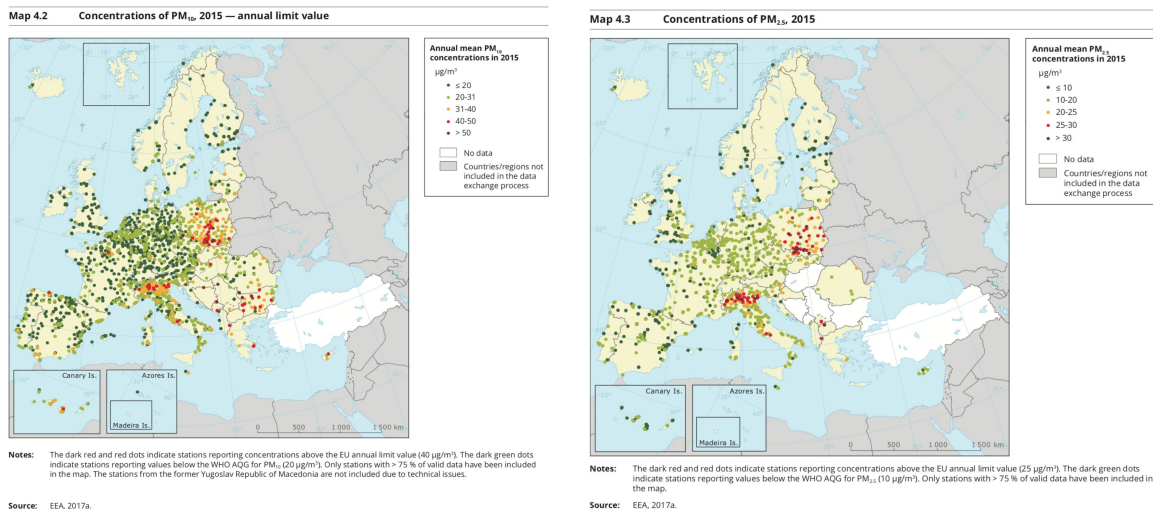 Map 4.2 Concentrations of PM₁₀, 2015 — annual limit value
Annual mean PM₁₀
concentrations in 2015
µg/m³
≤ 20
20-31
31-40
40-50
> 50
No data
Countries/regions not
included in the data
exchange process
Canary Is.
Azores Is.
Madeira Is.
0 500 1 000 1 500 km
Notes: The dark red and red dots indicate stations reporting concentrations above the EU annual limit value (40 µg/m³). The dark green dots
indicate stations reporting values below the WHO AQG for PM₁₀ (20 µg/m³). Only stations with > 75 % of valid data have been included
in the map. The stations from the former Yugoslav Republic of Macedonia are not included due to technical issues.
Source: EEA, 2017a.
Map 4.3 Concentrations of PM₂.₅, 2015
Annual mean PM₂.₅
concentrations in 2015
µg/m³
≤ 10
10-20
20-25
25-30
> 30
No data
Countries/regions not
included in the data
exchange process
Canary Is.
Azores Is.
Madeira Is.
0 500 1 000 1 500 km
Notes: The dark red and red dots indicate stations reporting concentrations above the EU annual limit value (25 µg/m³). The dark green dots
indicate stations reporting values below the WHO AQG for PM₂.₅ (10 µg/m³). Only stations with > 75 % of valid data have been included in
the map.
Source: EEA, 2017a.